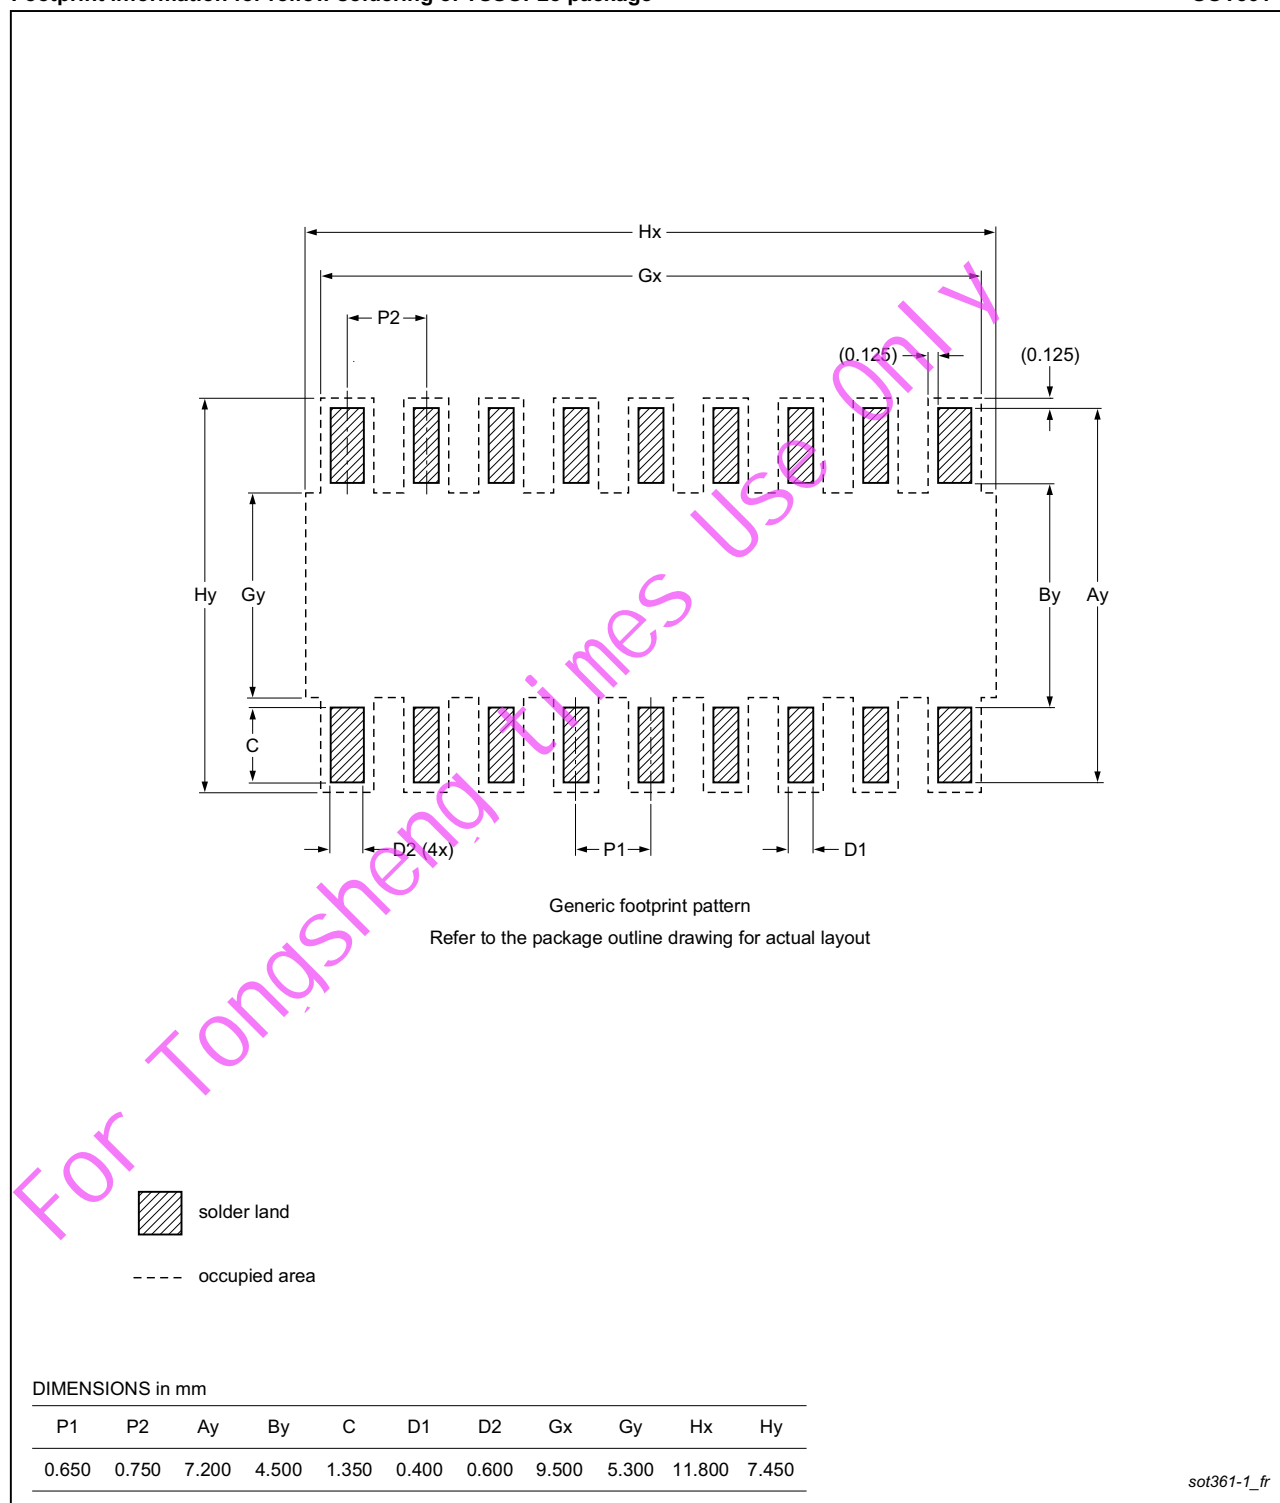 Hx
Gx
P2
(0.125) (0.125)
Hy Gy By Ay
C
D2 (4x) P1 D1
Generic footprint pattern
Refer to the package outline drawing for actual layout
For Tongsheng times Use Only
solder land
occupied area
DIMENSIONS in mm
P1 P2 Ay By C D1 D2 Gx Gy Hx Hy
0.650 0.750 7.200 4.500 1.350 0.400 0.600 9.500 5.300 11.800 7.450
sot361-1_fr